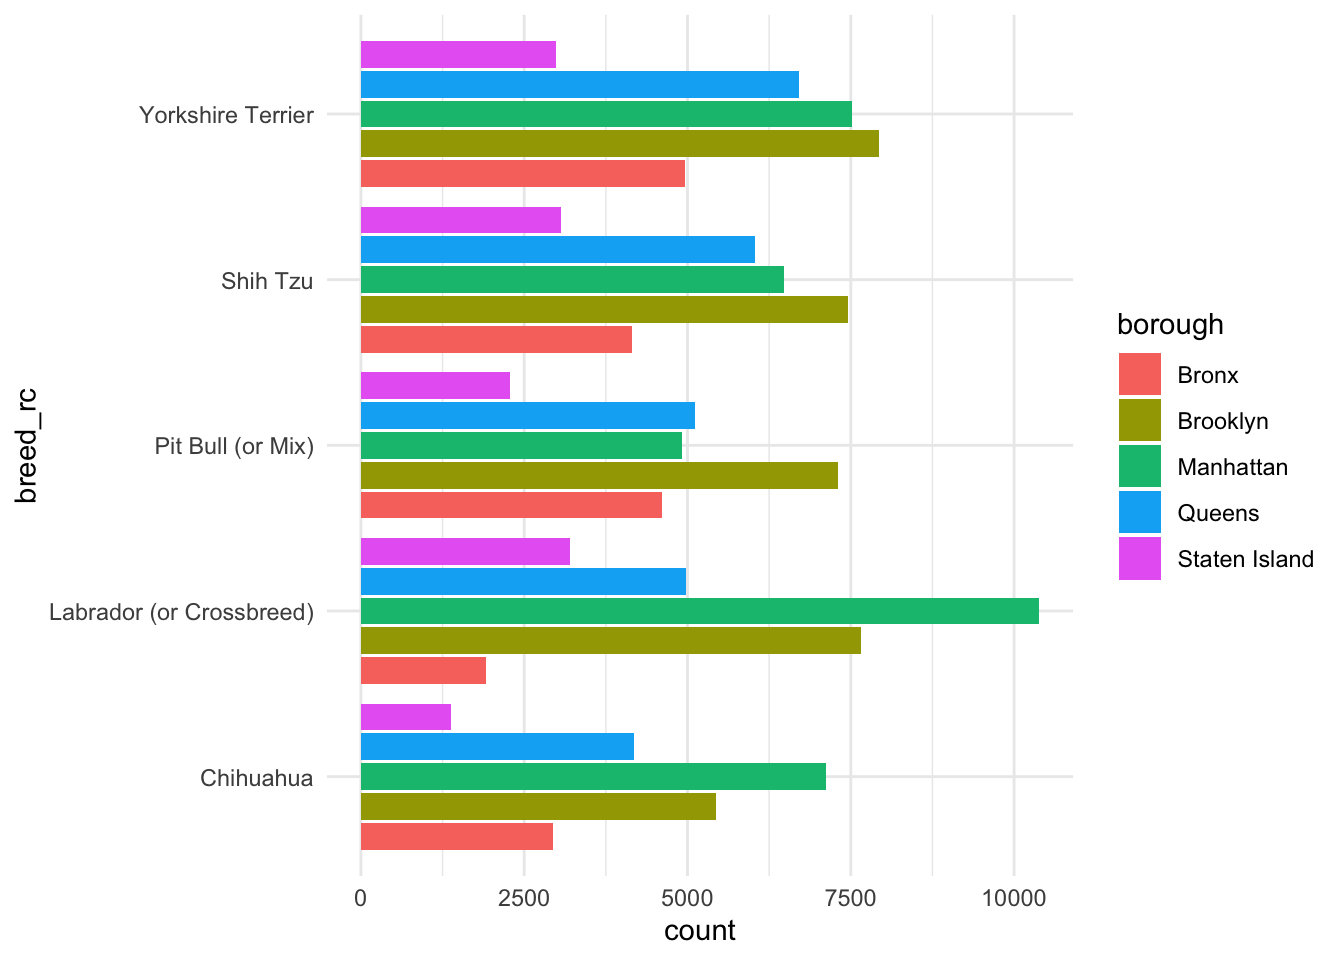 Yorkshire Terrier
Shih Tzu
Pit Bull (or Mix)
Labrador (or Crossbreed)
Chihuahua
breed_rc
0 2500 5000 7500 10000
count
borough
Bronx
Brooklyn
Manhattan
Queens
Staten Island